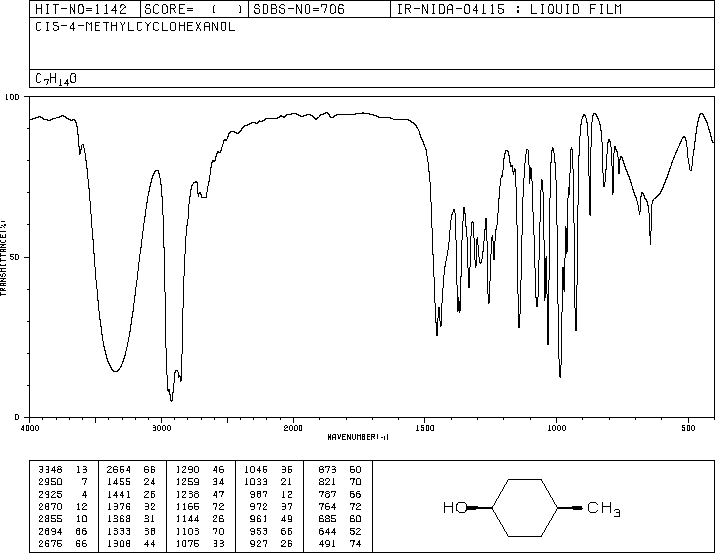 HIT-NO=1142 SCORE= ( ) SDBS-NO=706 IR-NIDA-04115 : LIQUID FILM
CIS-4-METHYLCYCLOHEXANOL
C7H14O
100
50
0
TRANSMITTANCE(%)
4000 3000 2000 1500 1000 500
WAVENUMBER(-1)
3348 13 2664 66 1290 46 1046 36 873 60
2950 7 1455 24 1259 34 1033 21 821 70
2925 4 1441 26 1238 47 987 12 787 66
2870 12 1376 32 1166 72 972 37 764 72
2855 10 1368 31 1144 26 961 49 685 60
2694 66 1333 38 1103 70 953 66 644 52
2675 66 1308 44 1075 33 927 26 491 74
HO CH3